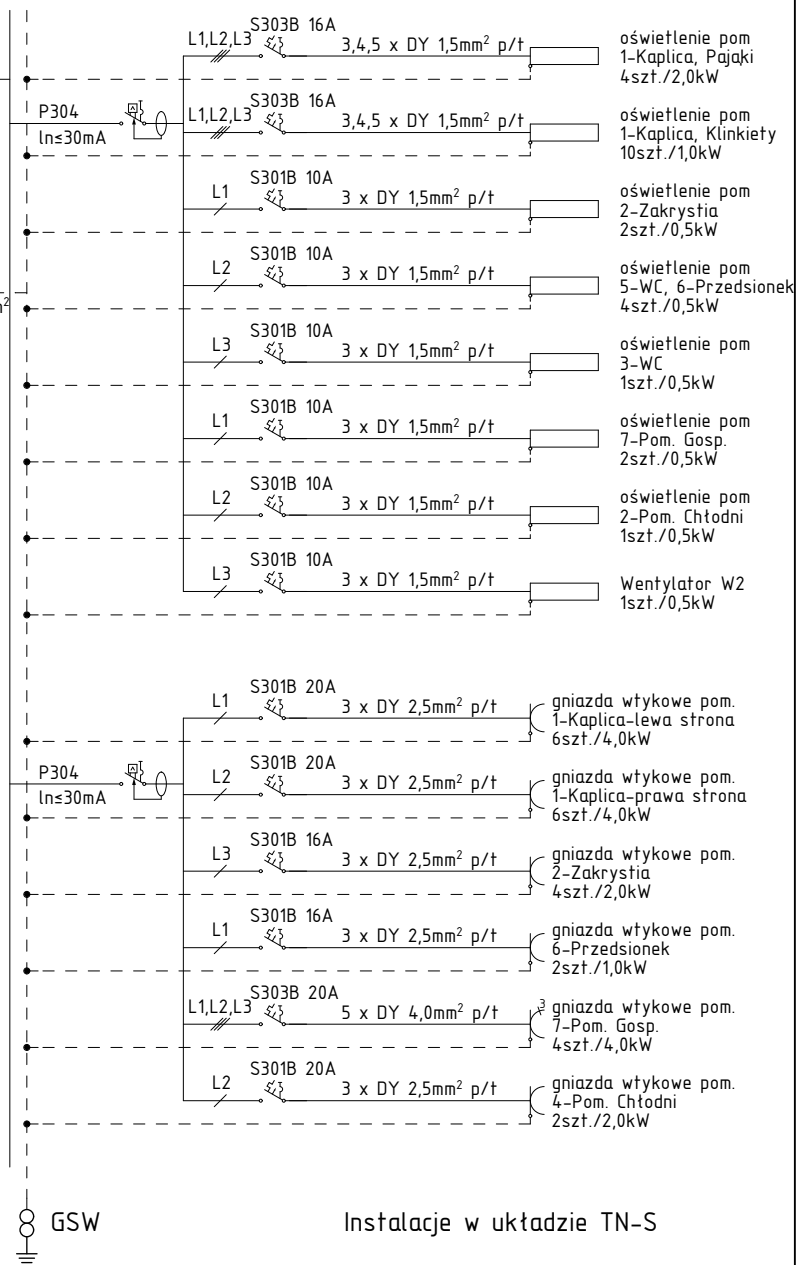 S303B 16A
L1,L2,L3
3,4,5 x DY 1,5mm² p/t
oświetlenie pom
1-Kaplica, Pająki
4szt./2,0kW
P304
ln≤30mA
S303B 16A
L1,L2,L3
3,4,5 x DY 1,5mm² p/t
oświetlenie pom
1-Kaplica, Klinkiety
10szt./1,0kW
S301B 10A
L1
3 x DY 1,5mm² p/t
oświetlenie pom
2-Zakrystia
2szt./0,5kW
S301B 10A
L2
3 x DY 1,5mm² p/t
oświetlenie pom
5-WC, 6-Przedsionek
4szt./0,5kW
S301B 10A
L3
3 x DY 1,5mm² p/t
oświetlenie pom
3-WC
1szt./0,5kW
S301B 10A
L1
3 x DY 1,5mm² p/t
oświetlenie pom
7-Pom. Gosp.
2szt./0,5kW
S301B 10A
L2
3 x DY 1,5mm² p/t
oświetlenie pom
2-Pom. Chłodni
1szt./0,5kW
S301B 10A
L3
3 x DY 1,5mm² p/t
Wentylator W2
1szt./0,5kW
S301B 20A
L1
3 x DY 2,5mm² p/t
gniazda wtykowe pom.
1-Kaplica-lewa strona
6szt./4,0kW
P304
ln≤30mA
S301B 20A
L2
3 x DY 2,5mm² p/t
gniazda wtykowe pom.
1-Kaplica-prawa strona
6szt./4,0kW
S301B 16A
L3
3 x DY 2,5mm² p/t
gniazda wtykowe pom.
2-Zakrystia
4szt./2,0kW
S301B 16A
L1
3 x DY 2,5mm² p/t
gniazda wtykowe pom.
6-Przedsionek
2szt./1,0kW
S303B 20A
L1,L2,L3
5 x DY 4,0mm² p/t
3
gniazda wtykowe pom.
7-Pom. Gosp.
4szt./4,0kW
S301B 20A
L2
3 x DY 2,5mm² p/t
gniazda wtykowe pom.
4-Pom. Chłodni
2szt./2,0kW
GSW
Instalacje w układzie TN-S